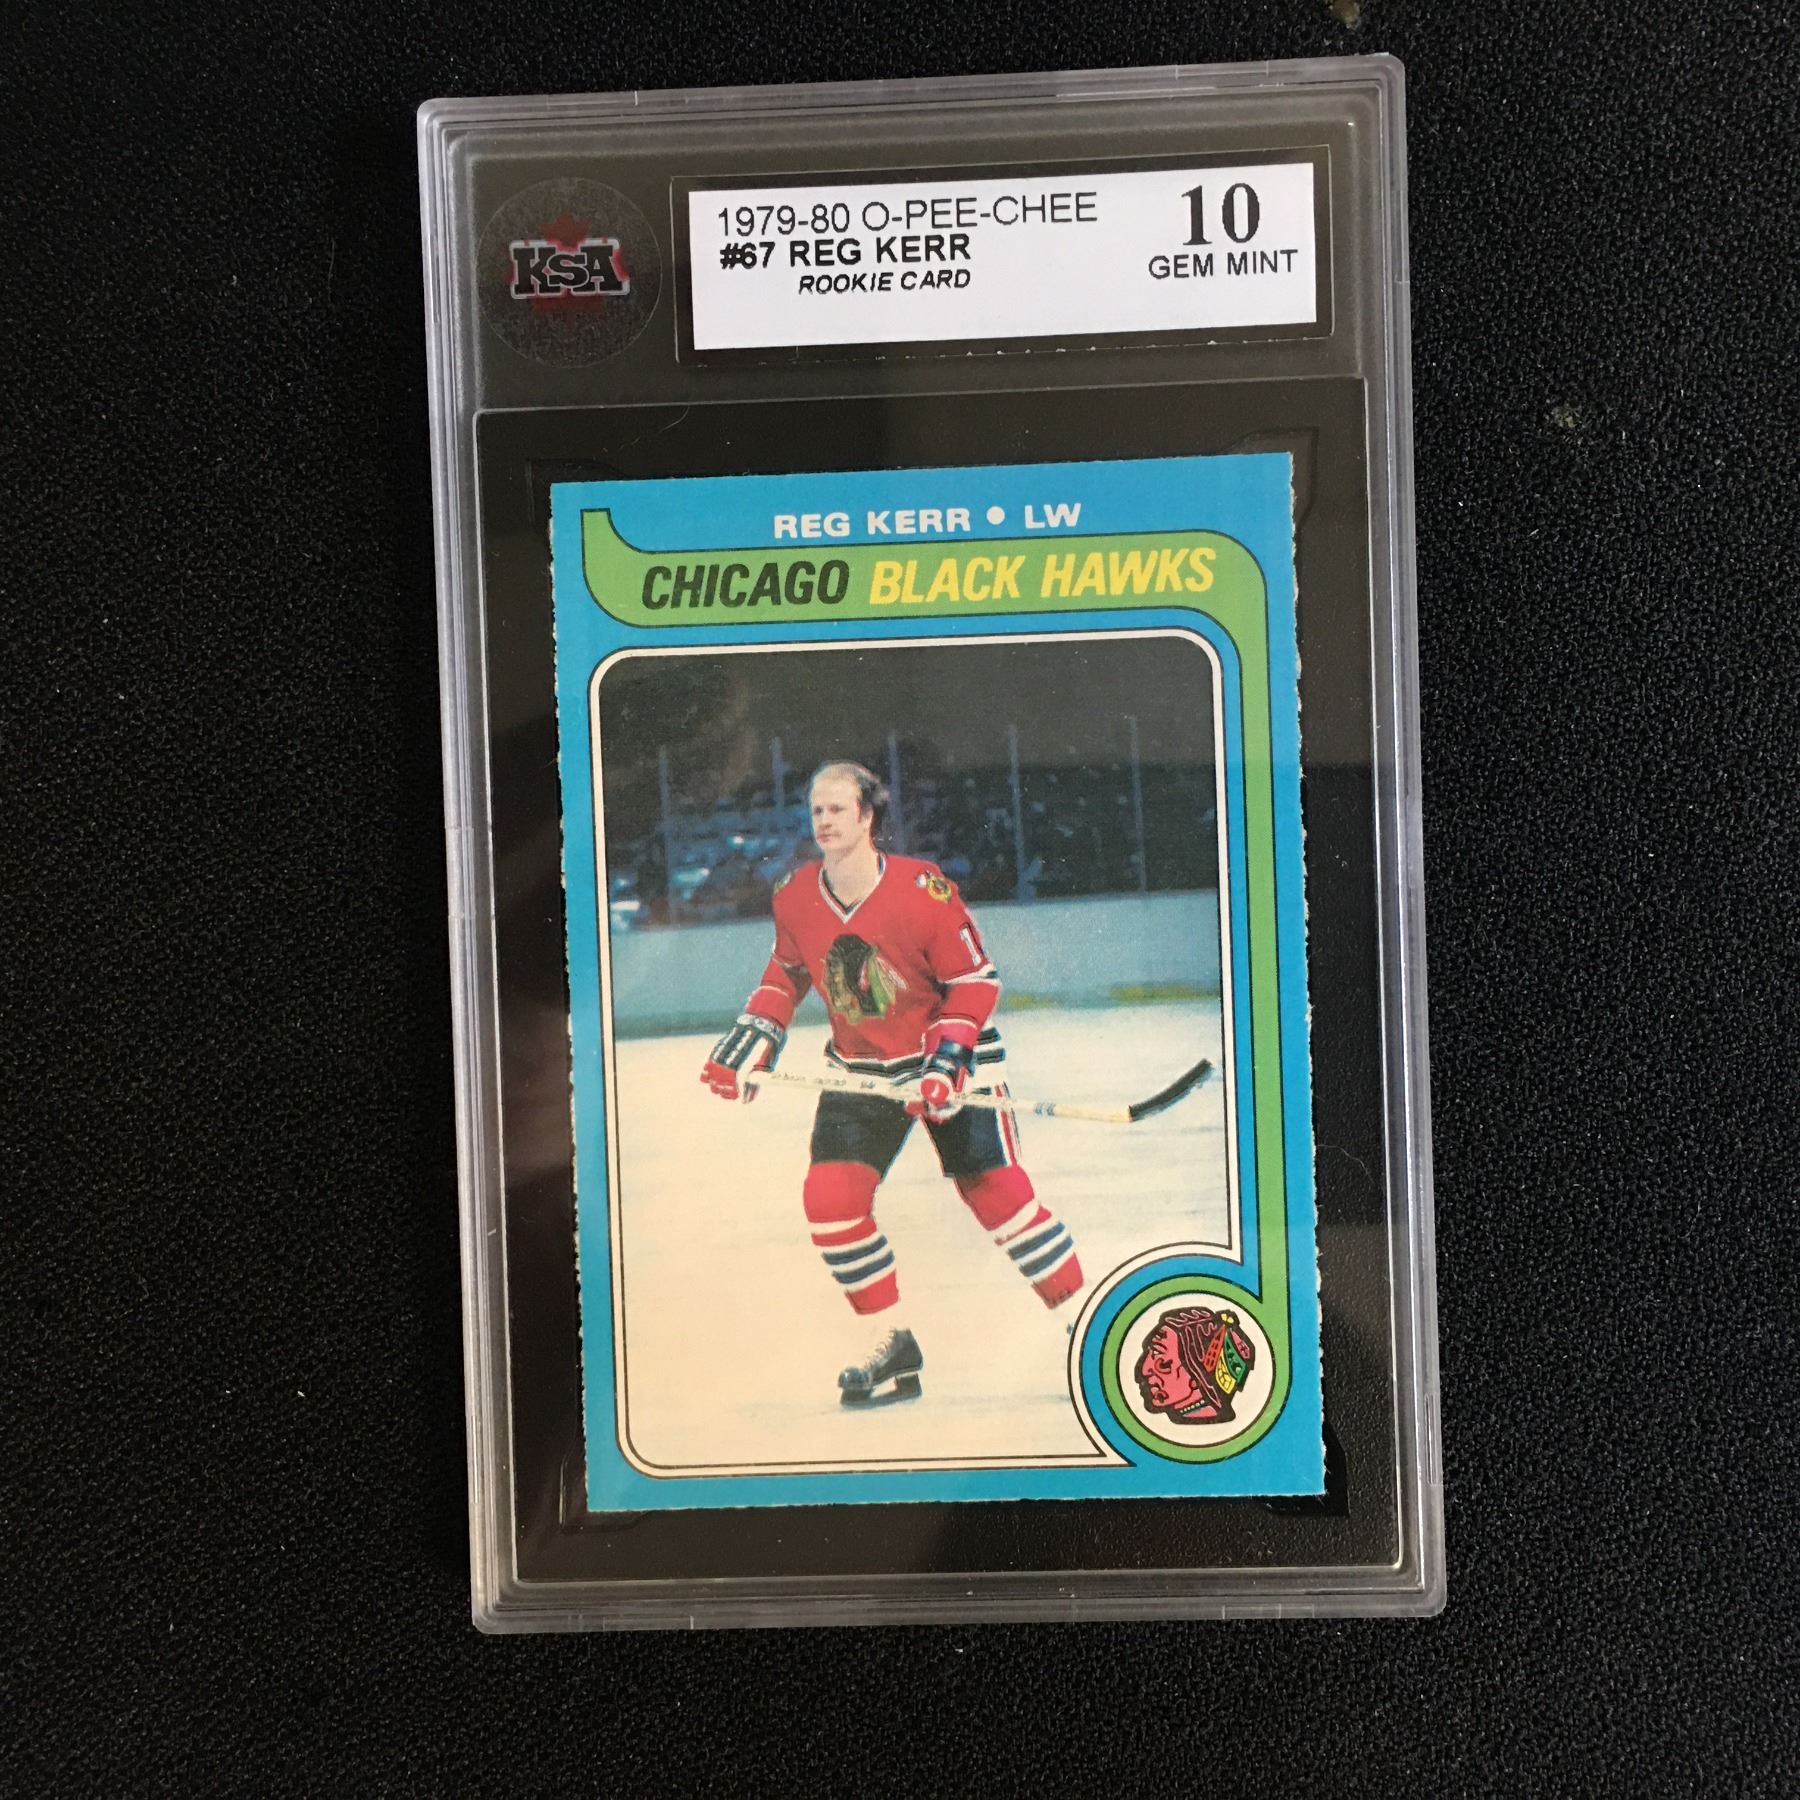 KSA
1979-80 O-PEE-CHEE
#67 REG KERR
ROOKIE CARD
10
GEM MINT
REG KERR • LW
CHICAGO BLACK HAWKS
1